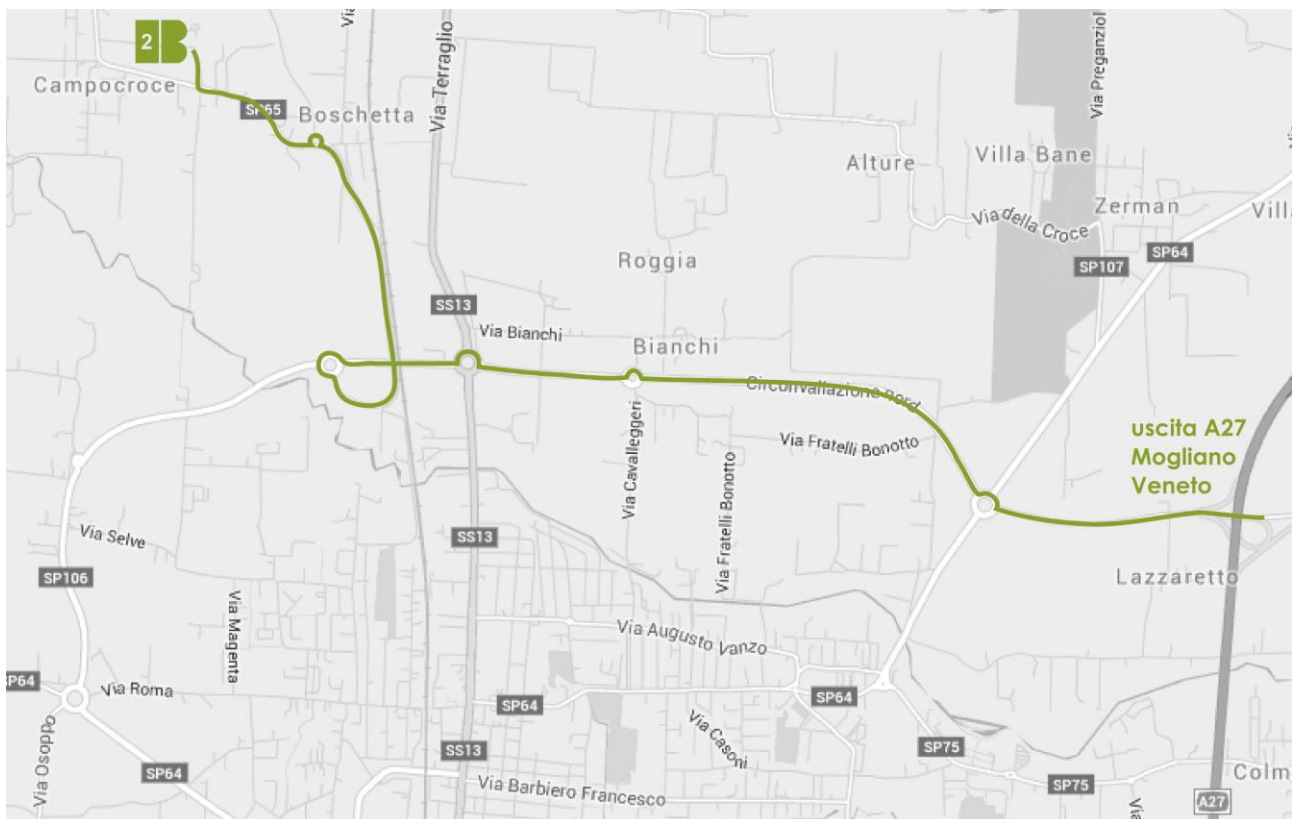 2B
Campocroce
SP65
Boschetta
Via Terraglio
Via Preganziol
Alture
Villa Bane
Via della Croce
Zerman
Villa
SP107
SP64
Roggia
SS13
Via Bianchi
Bianchi
Circonvallazione Nord
Via Cavalleggeri
Via Fratelli Bonotto
Via Fratelli Bonotto
uscita A27
Mogliano
Veneto
Via Selve
SS13
SP106
Lazzaretto
Via Magenta
Via Augusto Vanzo
SP64
Via Roma
SP64
SP64
Via Osoppo
Via Casoni
SP64
SS13
SP75
SP75
Via Barbiero Francesco
Colm
A27